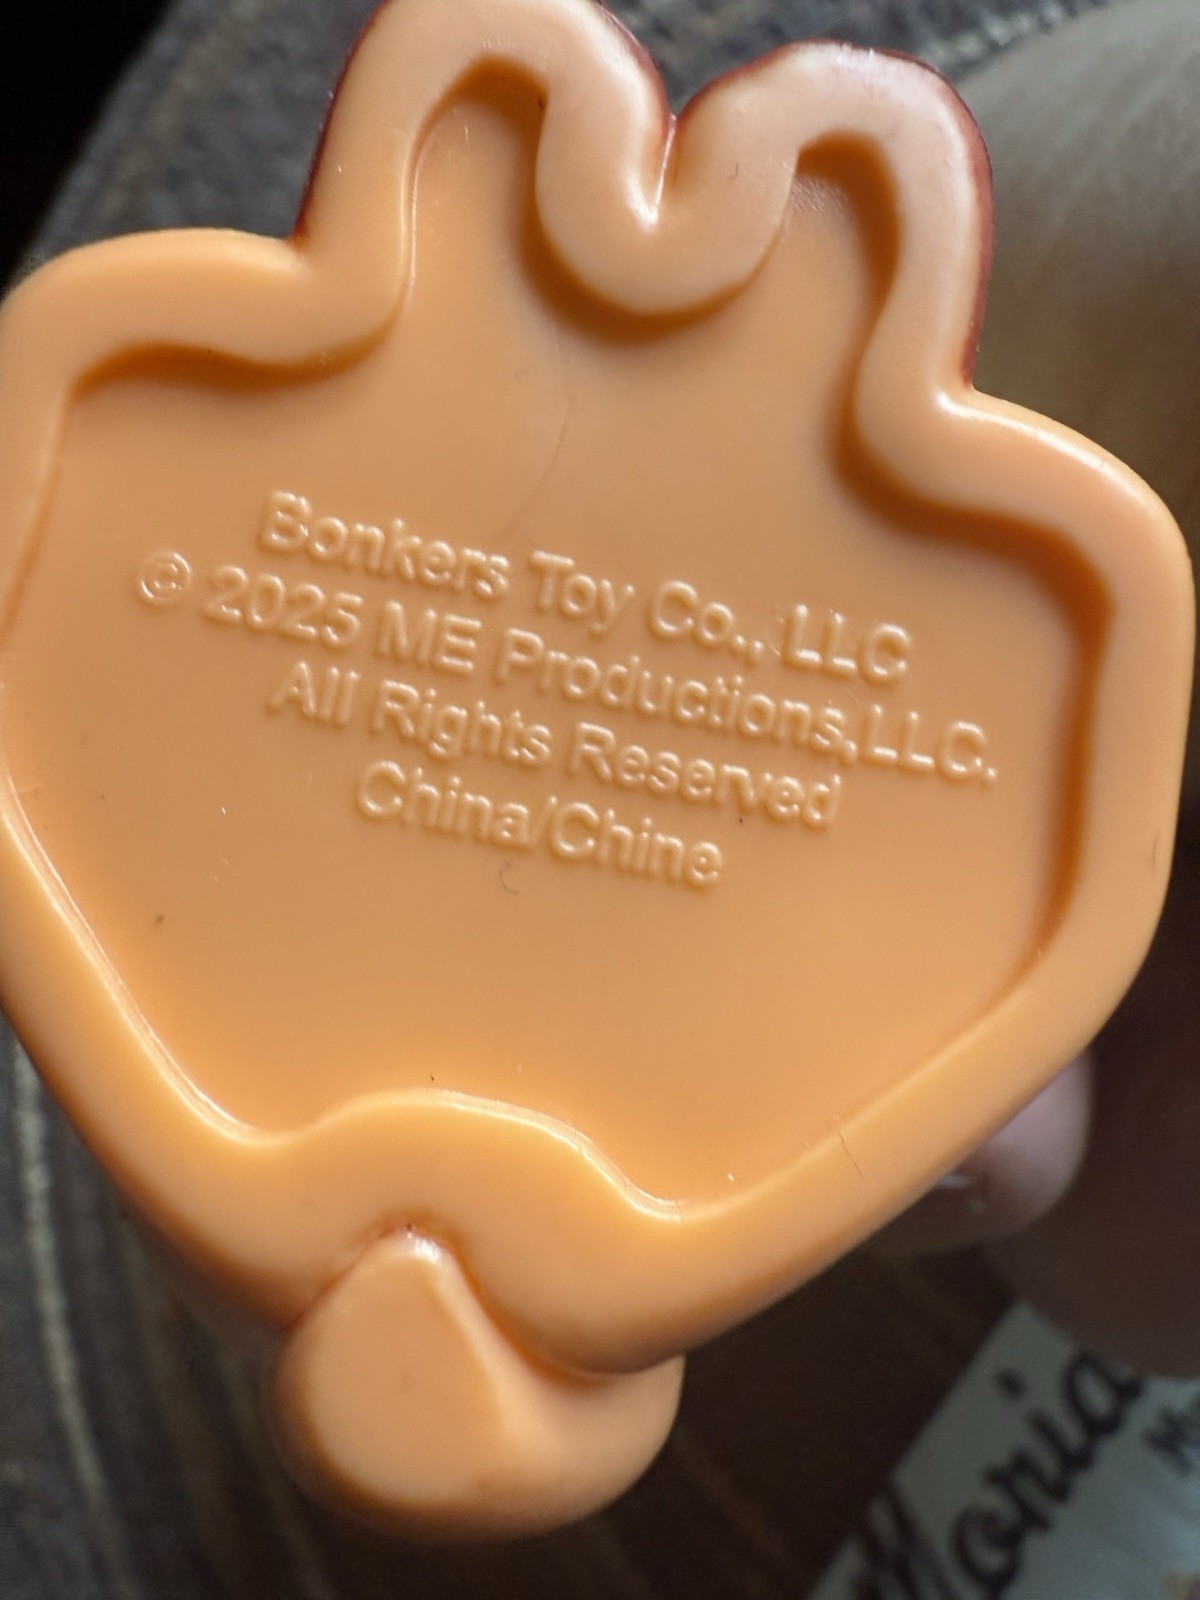 Bonkers Toy Co., LLC
© 2025 ME Productions,LLC.
All Rights Reserved
China/Chine